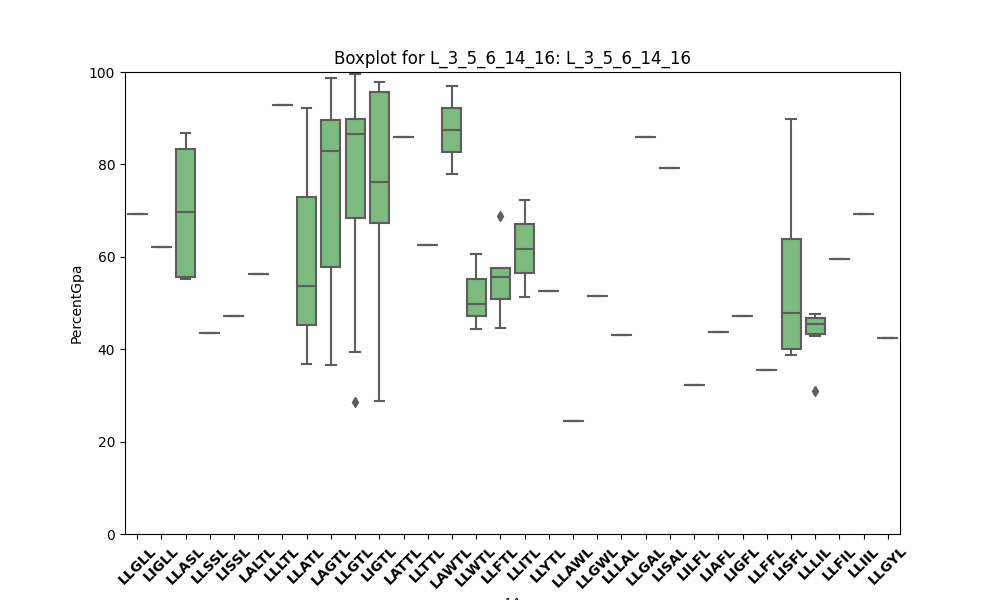 Boxplot for L_3_5_6_14_16: L_3_5_6_14_16
100
80
60
40
20
0
PercentGpa
LLGLL LIGLL LLASL LLSSL LISSL LALTL LLLTL LLATL LAGTL LLGTL LIGTL LATTL LLTTL LAWTL LLWTL LLFTL LLITL LLYTL LLAWL LLGWL LLLAL LLGAL LISAL LILFL LIAFL LIGFL LLFFL LISFL LLLIL LLFIL LLIIL LLGYL